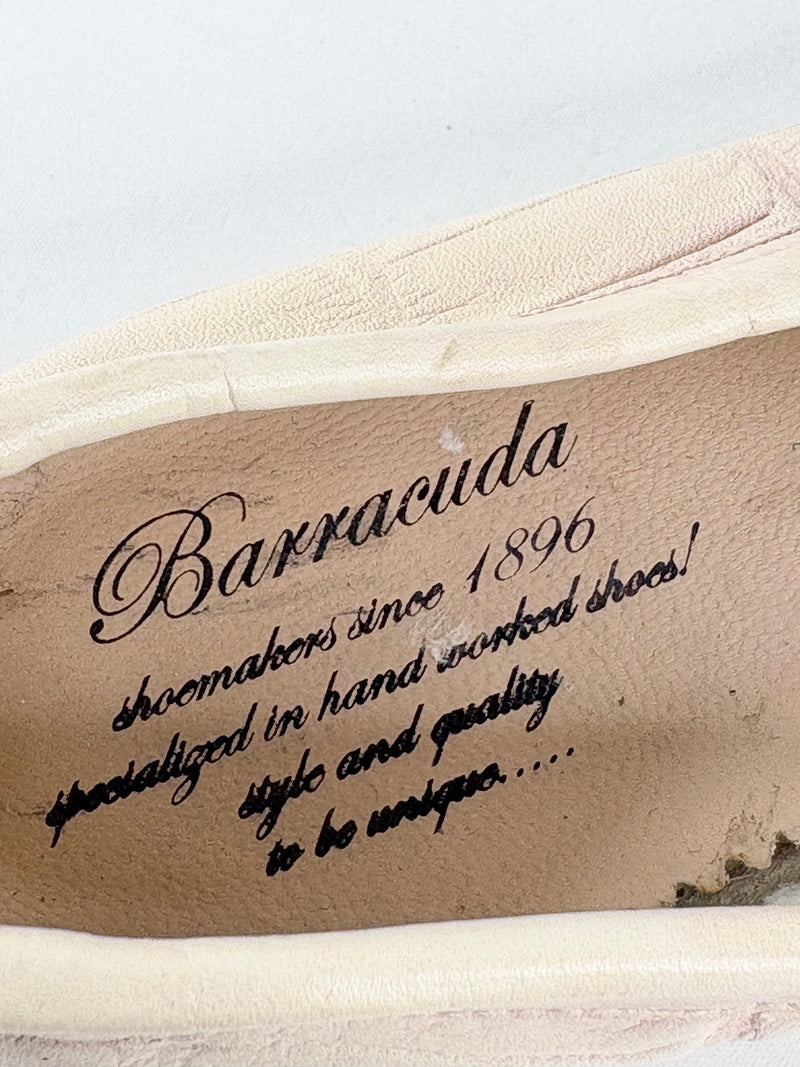 Barracuda
shoemakers since 1896
specialized in hand worked shoes!
style and quality
to be unique.....